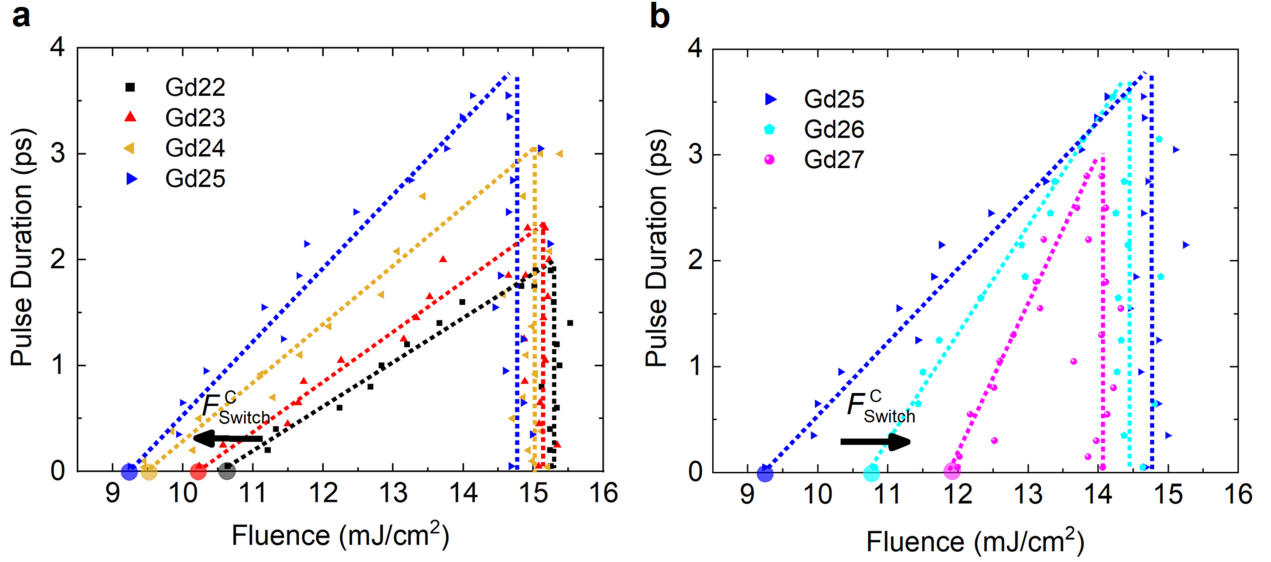 a
4
3
2
1
0
Pulse Duration (ps)
Gd22
Gd23
Gd24
Gd25
F^C_Switch
9 10 11 12 13 14 15 16
Fluence (mJ/cm²)
b
4
3
2
1
0
Pulse Duration (ps)
Gd25
Gd26
Gd27
F^C_Switch
9 10 11 12 13 14 15 16
Fluence (mJ/cm²)